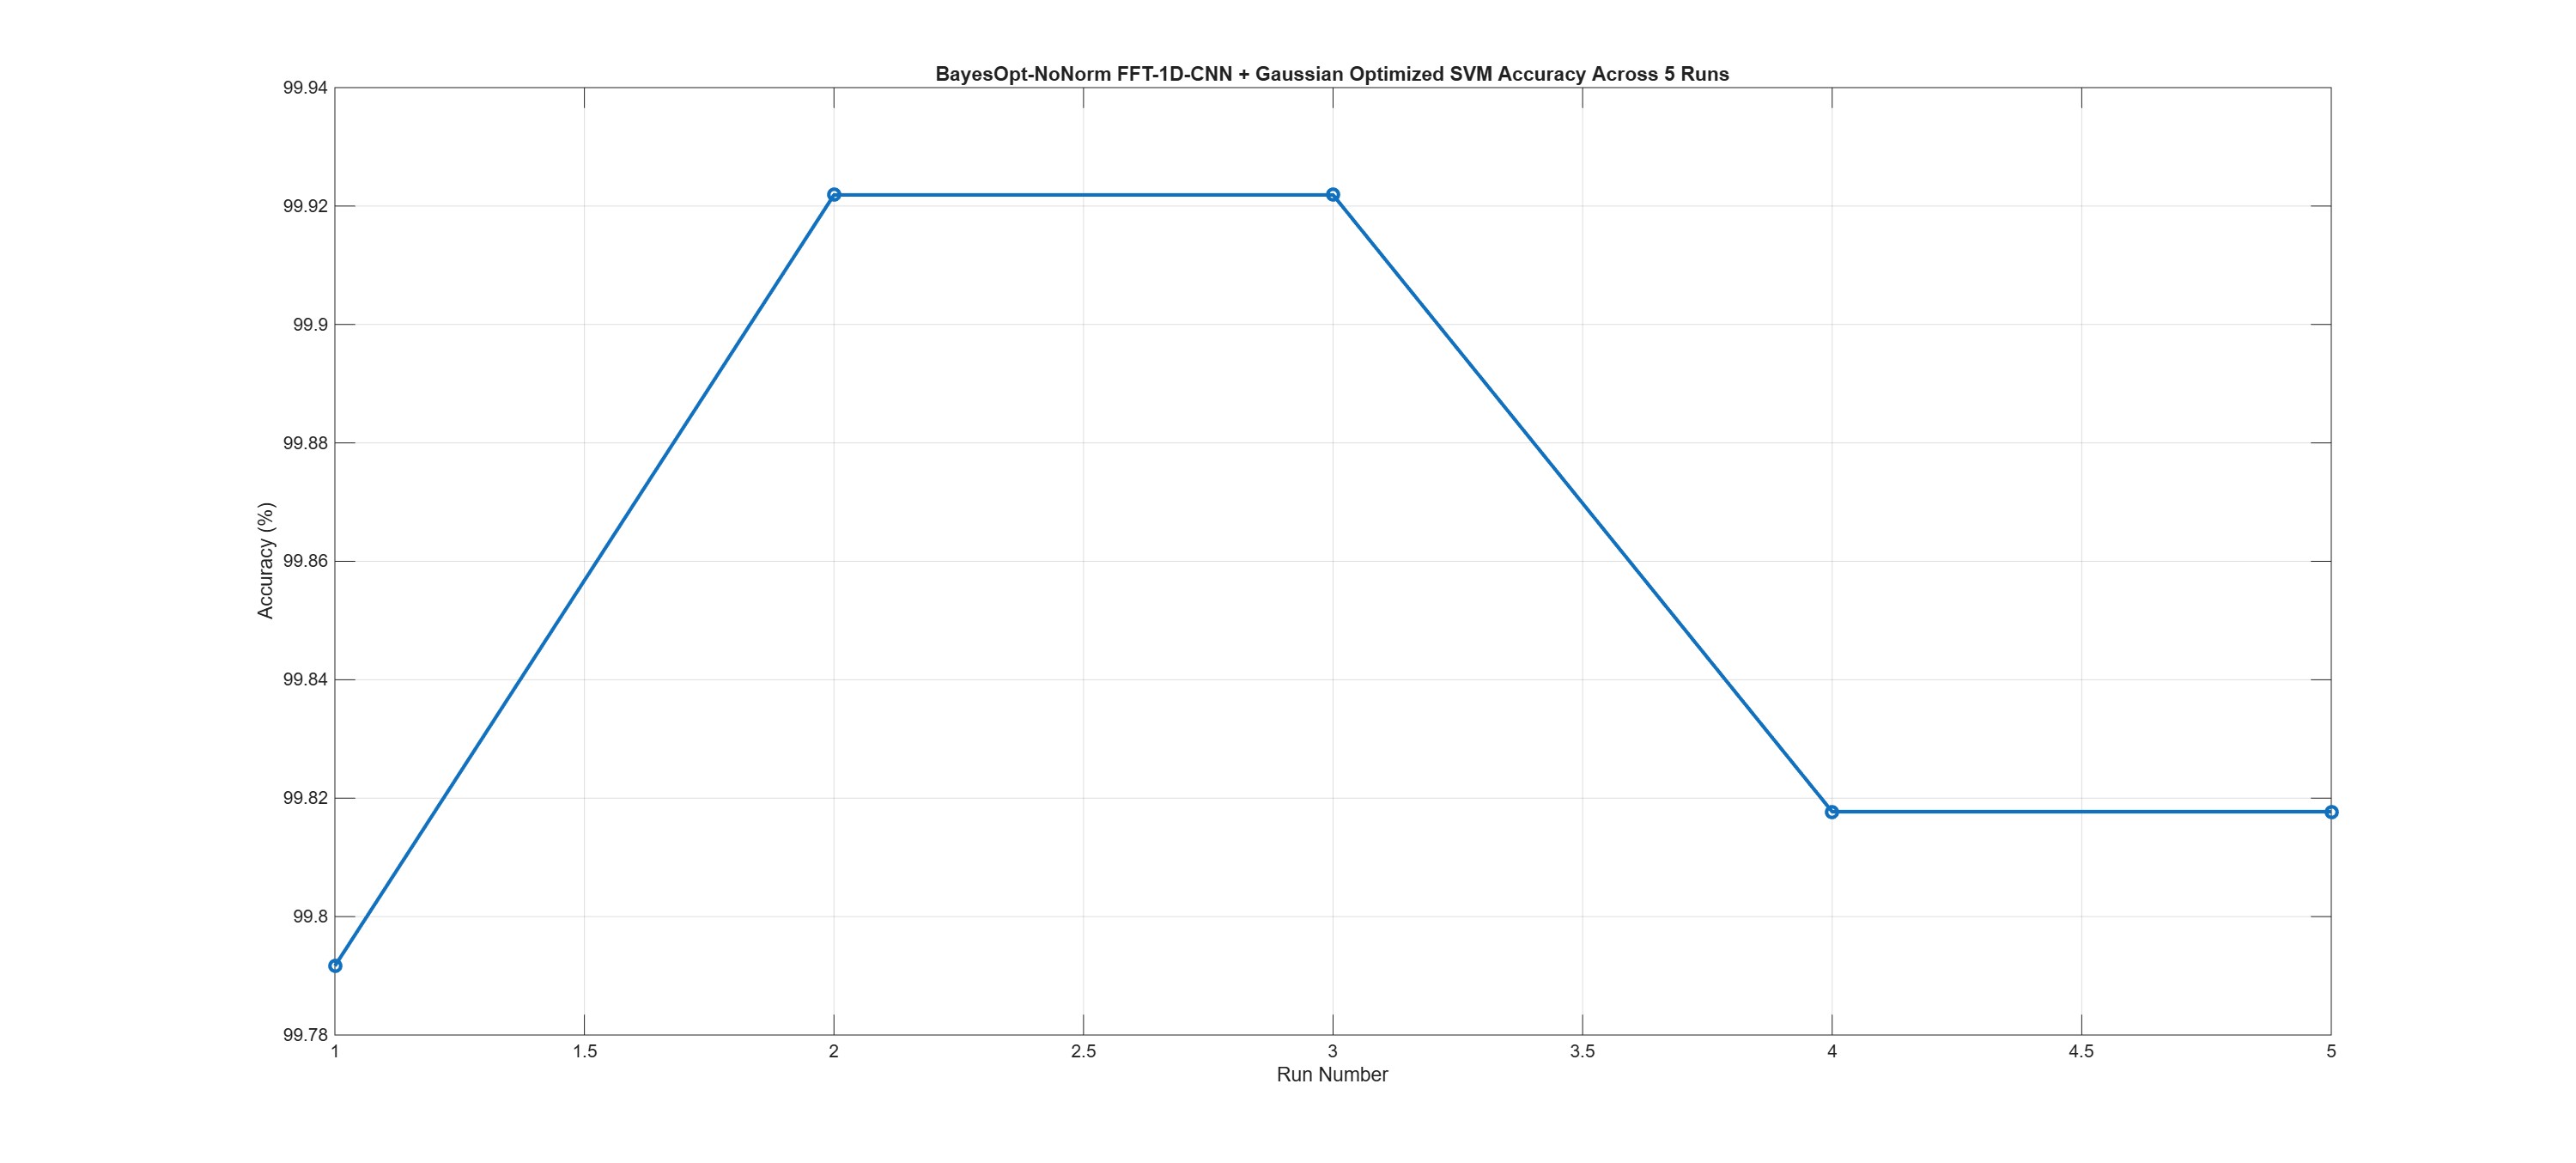 BayesOpt-NoNorm FFT-1D-CNN + Gaussian Optimized SVM Accuracy Across 5 Runs
99.94
99.92
99.9
99.88
99.86
99.84
99.82
99.8
99.78
Accuracy (%)
1 1.5 2 2.5 3 3.5 4 4.5 5
Run Number